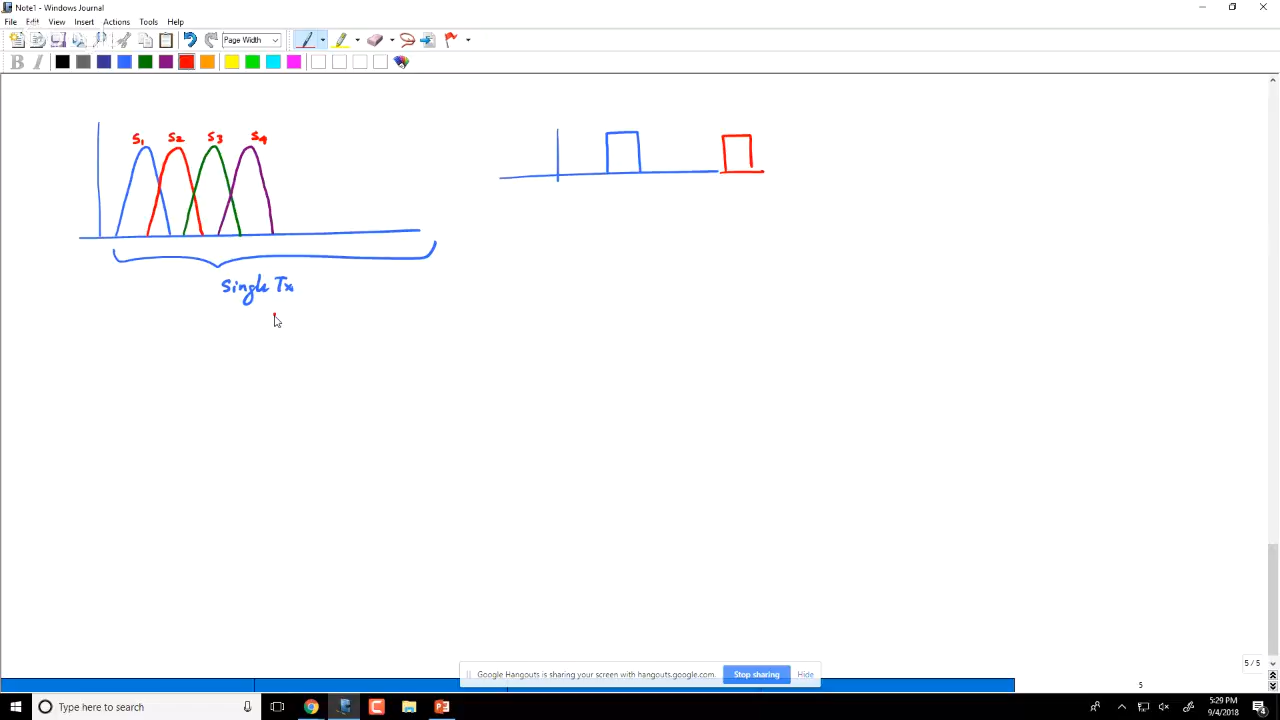 Note1 - Windows Journal
File Edit View Insert Actions Tools Help
Page Width
B I
S1 S2 S3 S4
Single Tx
5 / 5
Google Hangouts is sharing your screen with hangouts.google.com.
Stop sharing
Hide
5
Type here to search
5:29 PM
9/4/2018
4